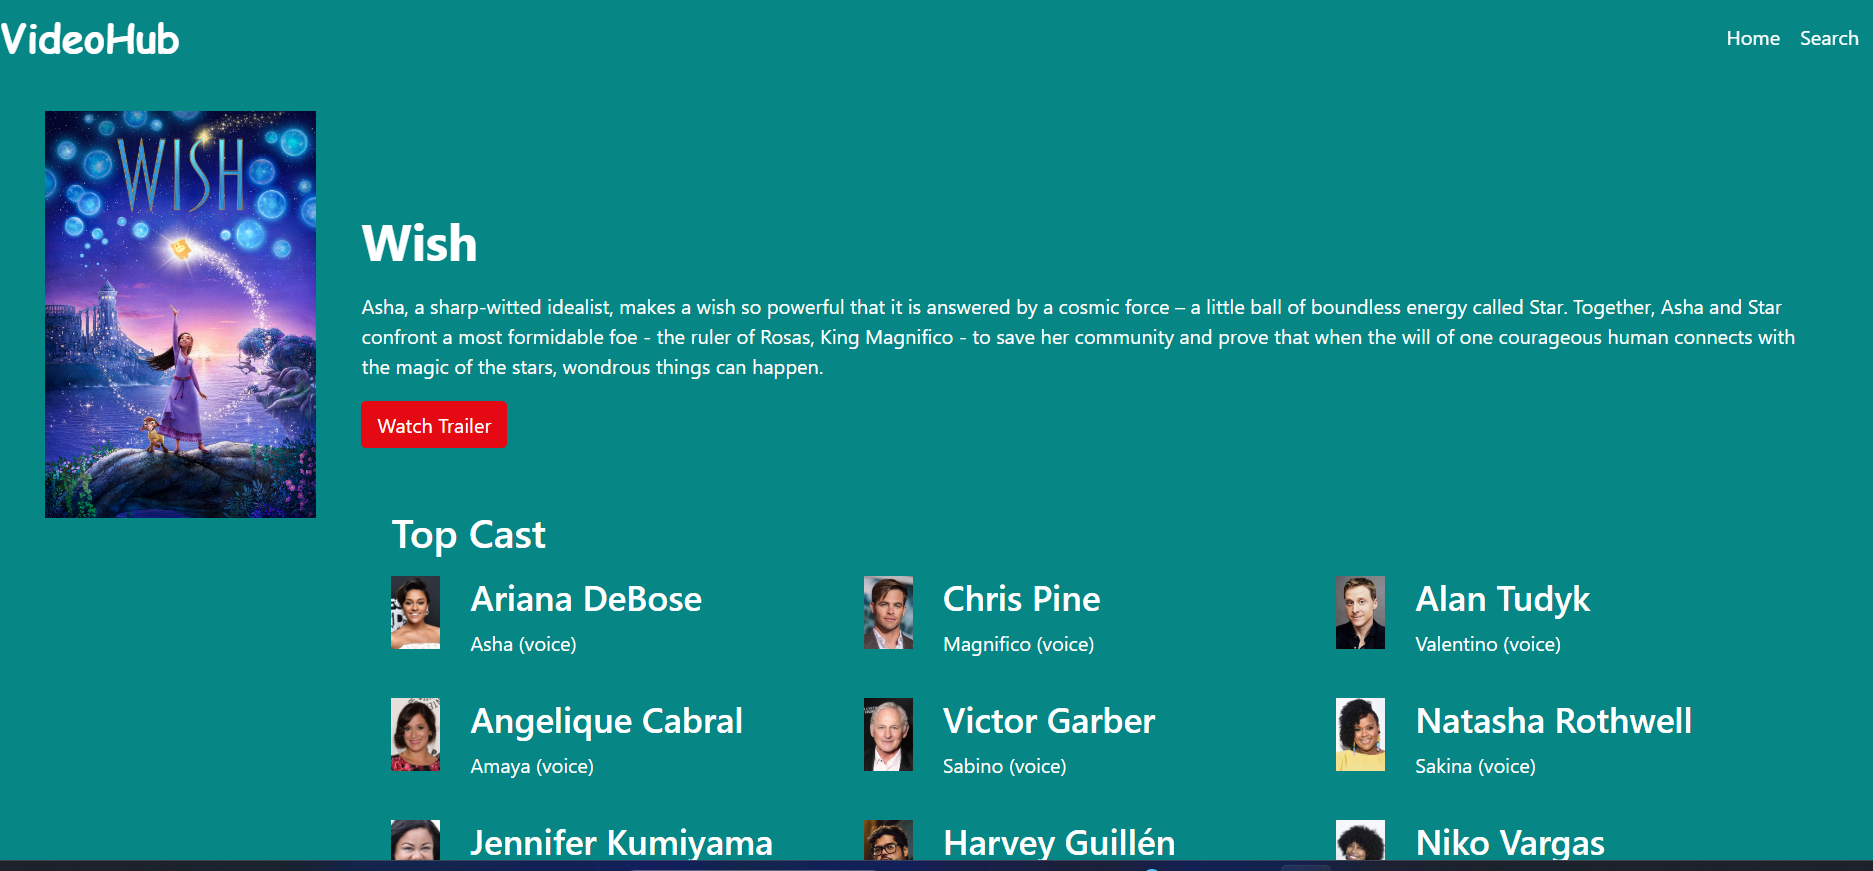 VideoHub
Home Search
WISH
Wish
Asha, a sharp-witted idealist, makes a wish so powerful that it is answered by a cosmic force – a little ball of boundless energy called Star. Together, Asha and Star
confront a most formidable foe - the ruler of Rosas, King Magnifico - to save her community and prove that when the will of one courageous human connects with
the magic of the stars, wondrous things can happen.
Watch Trailer
Top Cast
Ariana DeBose
Asha (voice)
Chris Pine
Magnifico (voice)
Alan Tudyk
Valentino (voice)
Angelique Cabral
Amaya (voice)
Victor Garber
Sabino (voice)
Natasha Rothwell
Sakina (voice)
Jennifer Kumiyama
Harvey Guillén
Niko Vargas